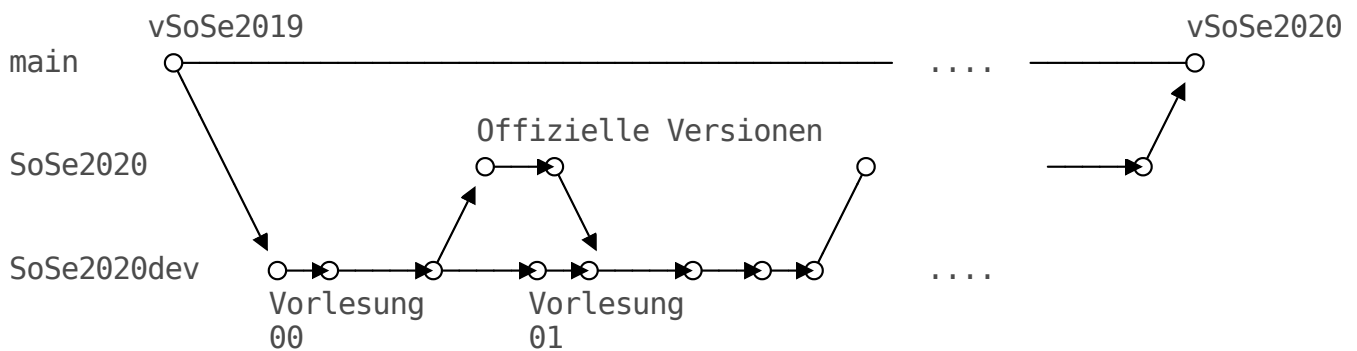 vSoSe2019 vSoSe2020
main ....
Offizielle Versionen
SoSe2020
SoSe2020dev ....
Vorlesung Vorlesung
00 01